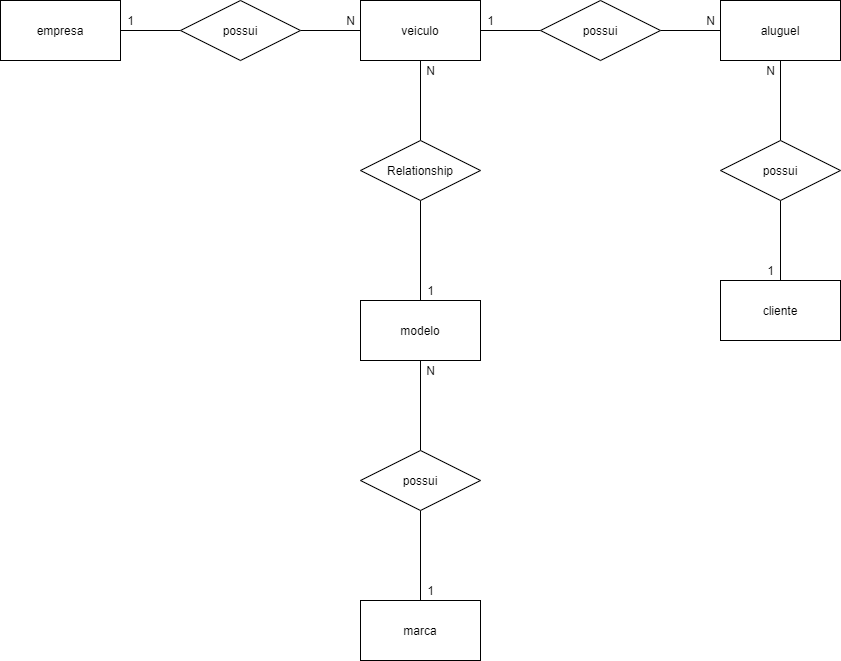 empresa
1
possui
N
veiculo
1
possui
N
aluguel
N
N
Relationship
possui
1
1
cliente
modelo
N
possui
1
marca